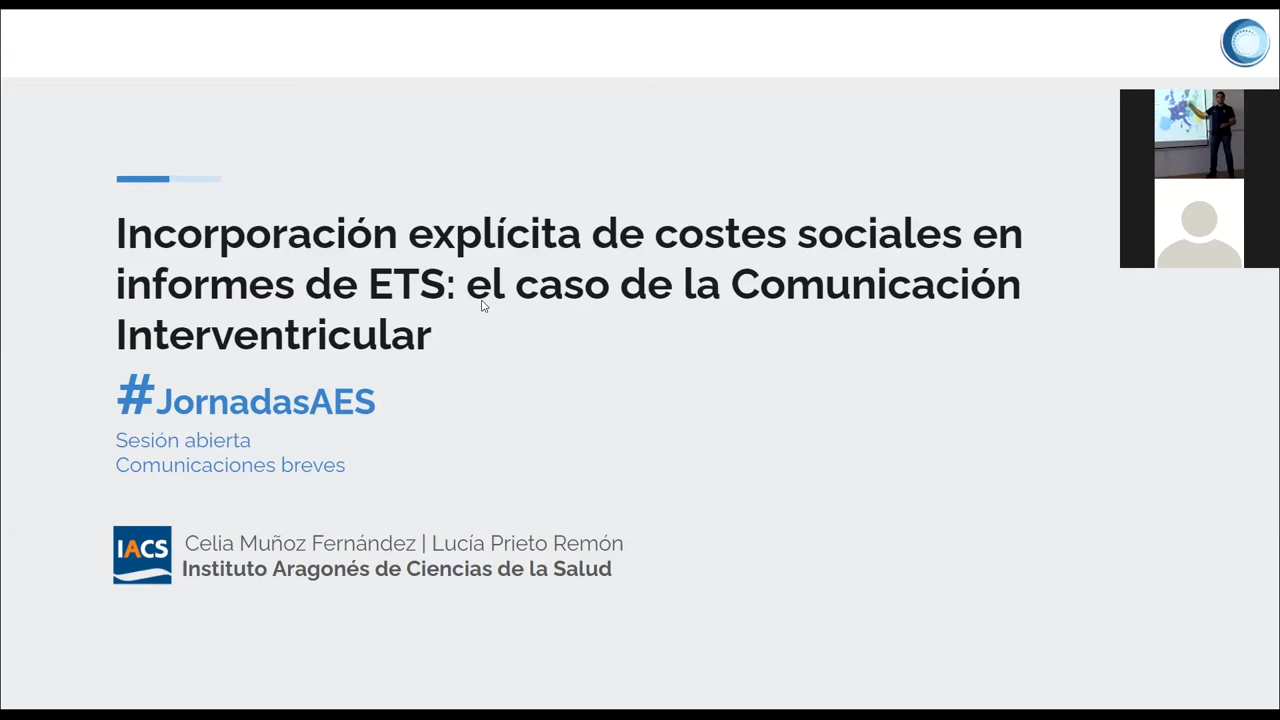 Incorporación explícita de costes sociales en
informes de ETS: el caso de la Comunicación
Interventricular
#JornadasAES
Sesión abierta
Comunicaciones breves
IACS
Celia Muñoz Fernández | Lucía Prieto Remón
Instituto Aragonés de Ciencias de la Salud